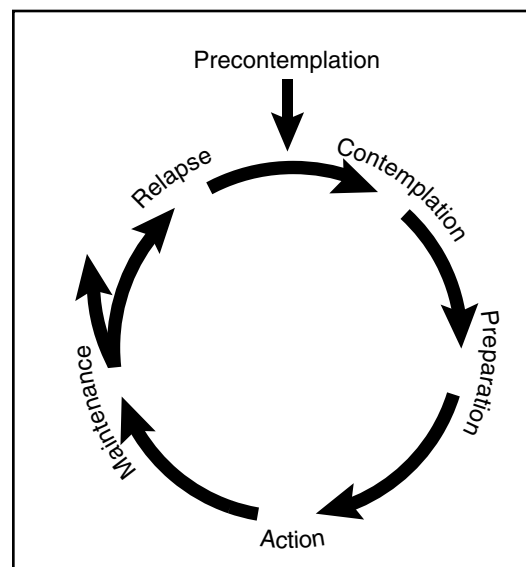 Precontemplation
Contemplation
Preparation
Action
Maintenance
Relapse